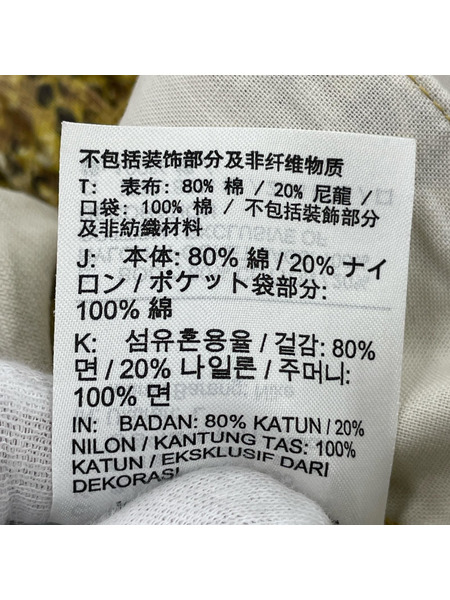 不包括装饰部分及非纤维物质
T: 表布: 80% 棉 / 20% 尼龍 /
口袋: 100% 棉 / 不包括裝飾部分
及非紡織材料
J: 本体: 80% 綿 / 20% ナイ
ロン / ポケット袋部分:
100% 綿
K: 섬유혼용율 / 겉감: 80%
면 / 20% 나일론 / 주머니:
100% 면
IN: BADAN: 80% KATUN / 20%
NILON / KANTUNG TAS: 100%
KATUN / EKSKLUSIF DARI
DEKORASI